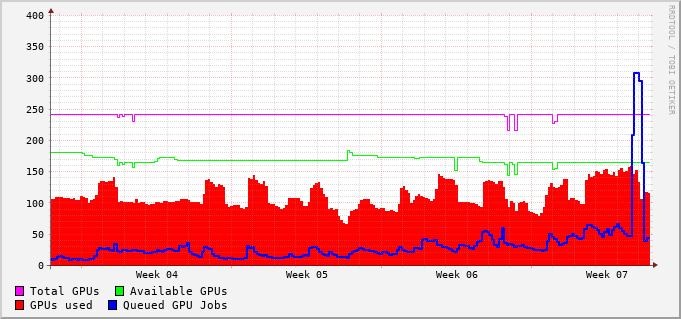 400
350
300
250
200
150
100
50
0
Week 04 Week 05 Week 06 Week 07
Total GPUs Available GPUs
GPUs used Queued GPU Jobs
RRDTOOL / TOBI OETIKER